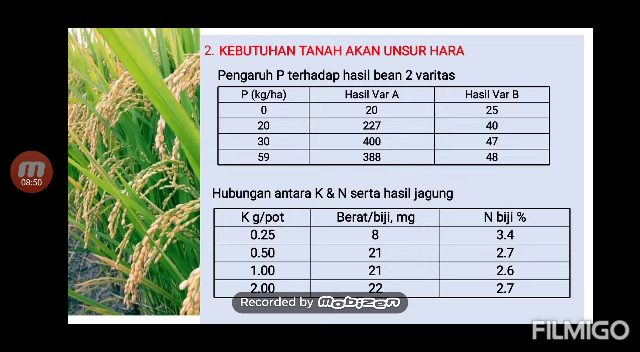 2. KEBUTUHAN TANAH AKAN UNSUR HARA
Pengaruh P terhadap hasil bean 2 varitas
P (kg/ha) Hasil Var A Hasil Var B
0 20 25
20 227 40
30 400 47
59 388 48
08:50
Hubungan antara K & N serta hasil jagung
K g/pot Berat/biji, mg N biji %
0.25 8 3.4
0.50 21 2.7
1.00 21 2.6
2.00 22 2.7
Recorded by mobizen
FILMIGO